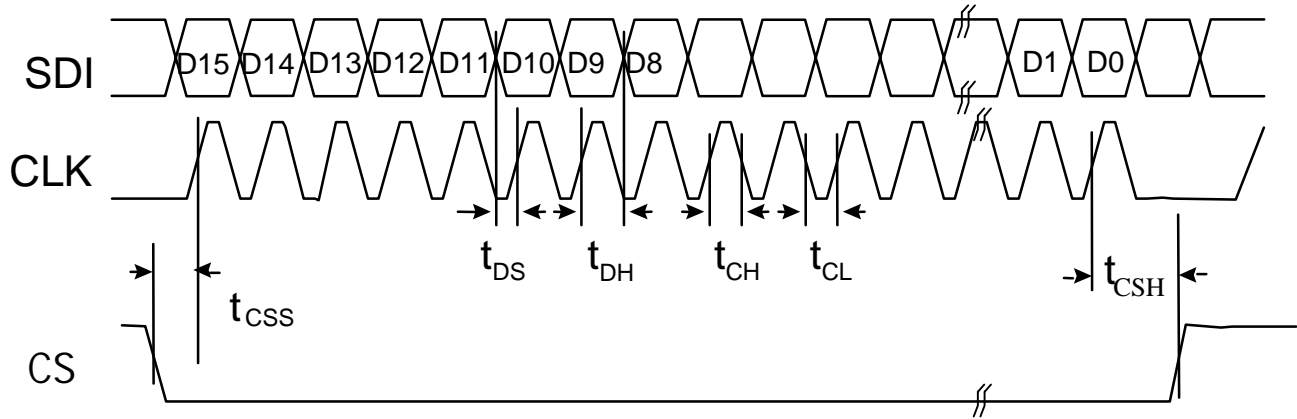 SDI D15 D14 D13 D12 D11 D10 D9 D8 D1 D0
CLK
tDS tDH tCH tCL tCSH
tCSS
CS